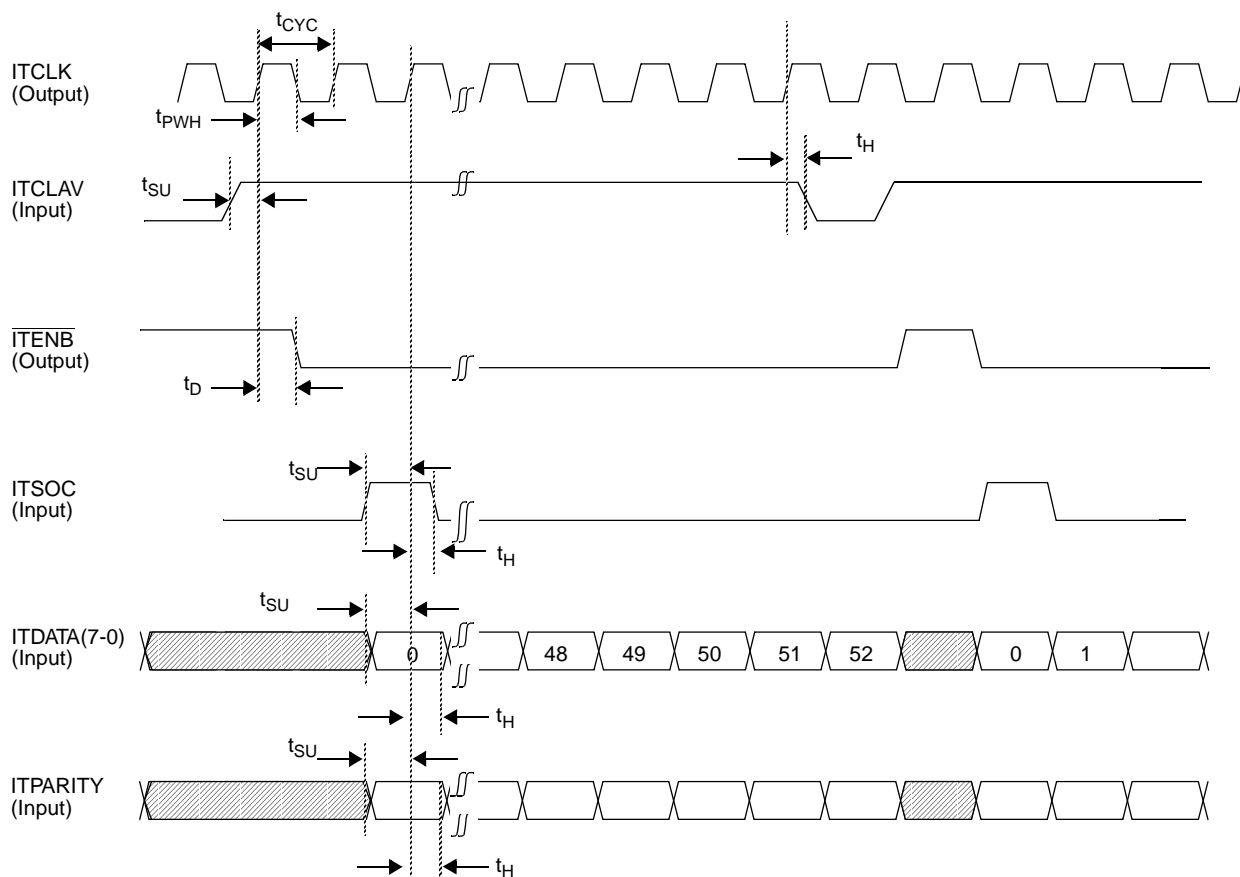 tCYC
ITCLK
(Output)
tPWH
tH
ITCLAV
(Input)
tSU
ITENB
(Output)
tD
ITSOC
(Input)
tSU
tH
tSU
ITDATA(7-0)
(Input)
0 48 49 50 51 52 0 1
tH
tSU
ITPARITY
(Input)
tH